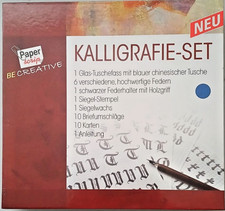 NEU
Paper
design
BE CREATIVE
KALLIGRAFIE-SET
1 Glas-Tuschefass mit blauer chinesischer Tusche
6 verschiedene, hochwertige Federn
1 schwarzer Federhalter mit Holzgriff
1 Siegel-Stempel
1 Siegelwachs
10 Briefumschläge
10 Karten
1 Anleitung